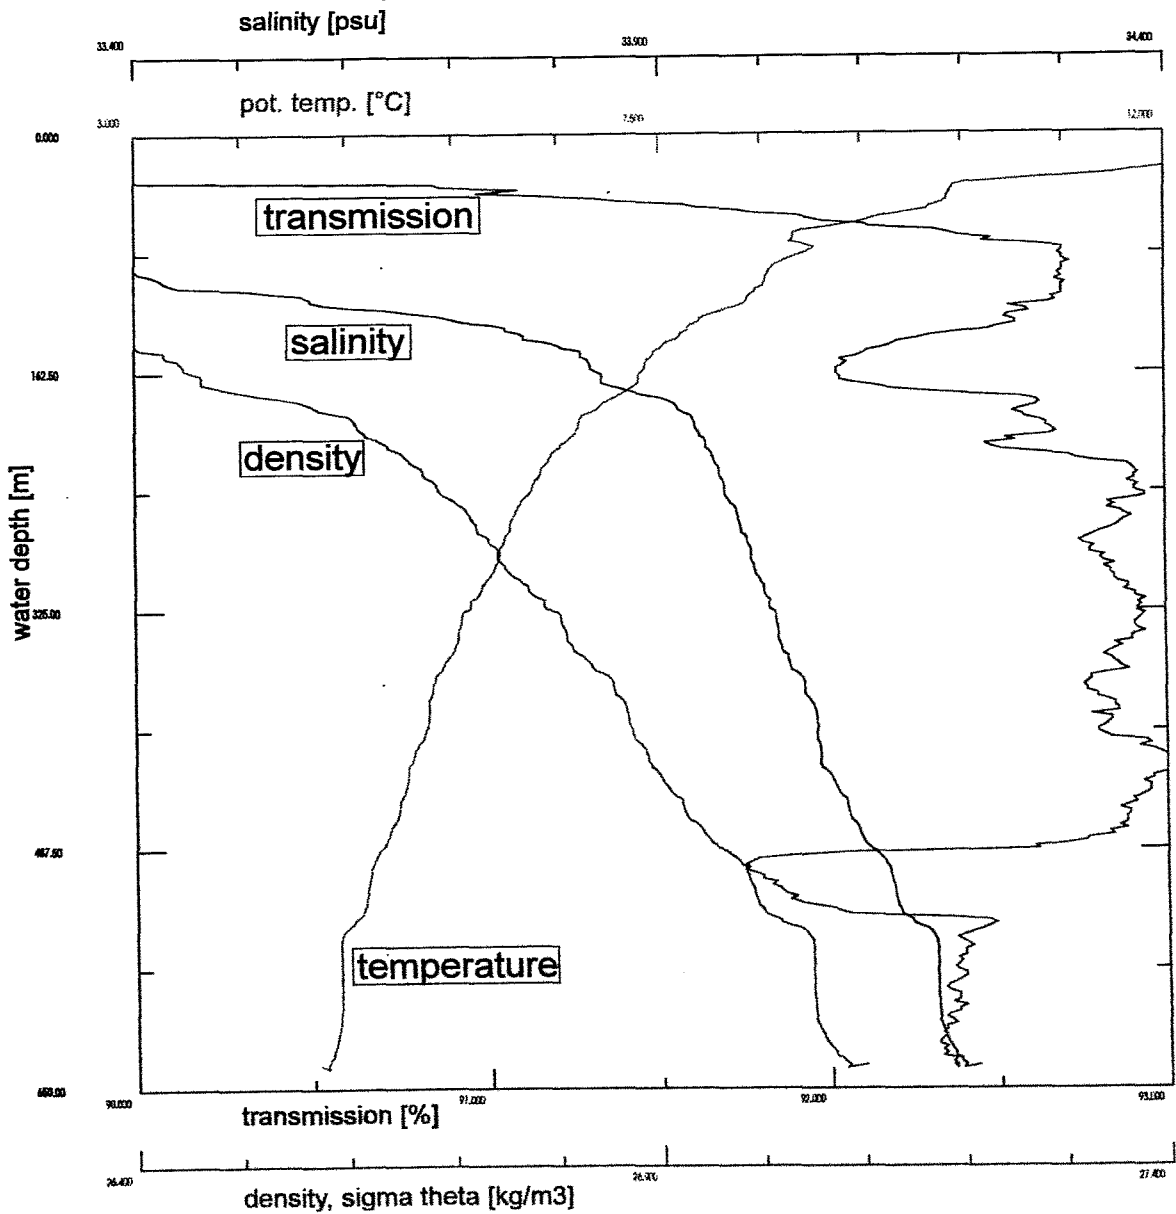 salinity [psu]
33.400 33.900 34.400
pot. temp. [°C]
3.000 7.500 12.000
0.000
transmission
salinity
162.50
density
water depth [m]
325.00
487.50
temperature
650.00
90.000 91.000 92.000 93.000
transmission [%]
26.400 26.900 27.400
density, sigma theta [kg/m3]